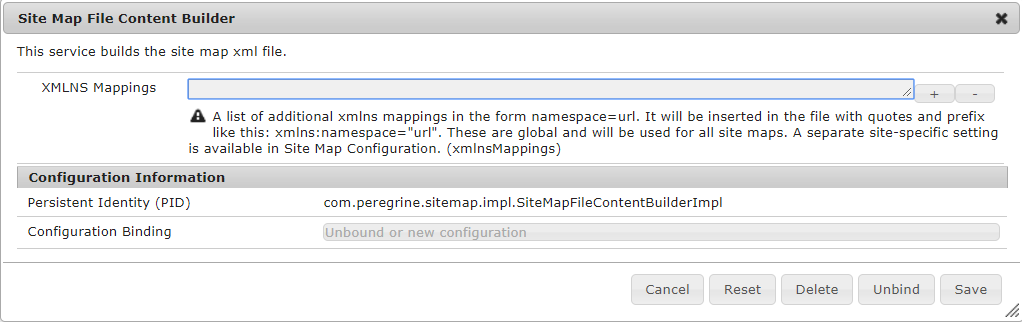 Site Map File Content Builder
This service builds the site map xml file.
XMLNS Mappings
+ -
A list of additional xmlns mappings in the form namespace=url. It will be inserted in the file with quotes and prefix
like this: xmlns:namespace="url". These are global and will be used for all site maps. A separate site-specific setting
is available in Site Map Configuration. (xmlnsMappings)
Configuration Information
Persistent Identity (PID) com.peregrine.sitemap.impl.SiteMapFileContentBuilderImpl
Configuration Binding Unbound or new configuration
Cancel Reset Delete Unbind Save